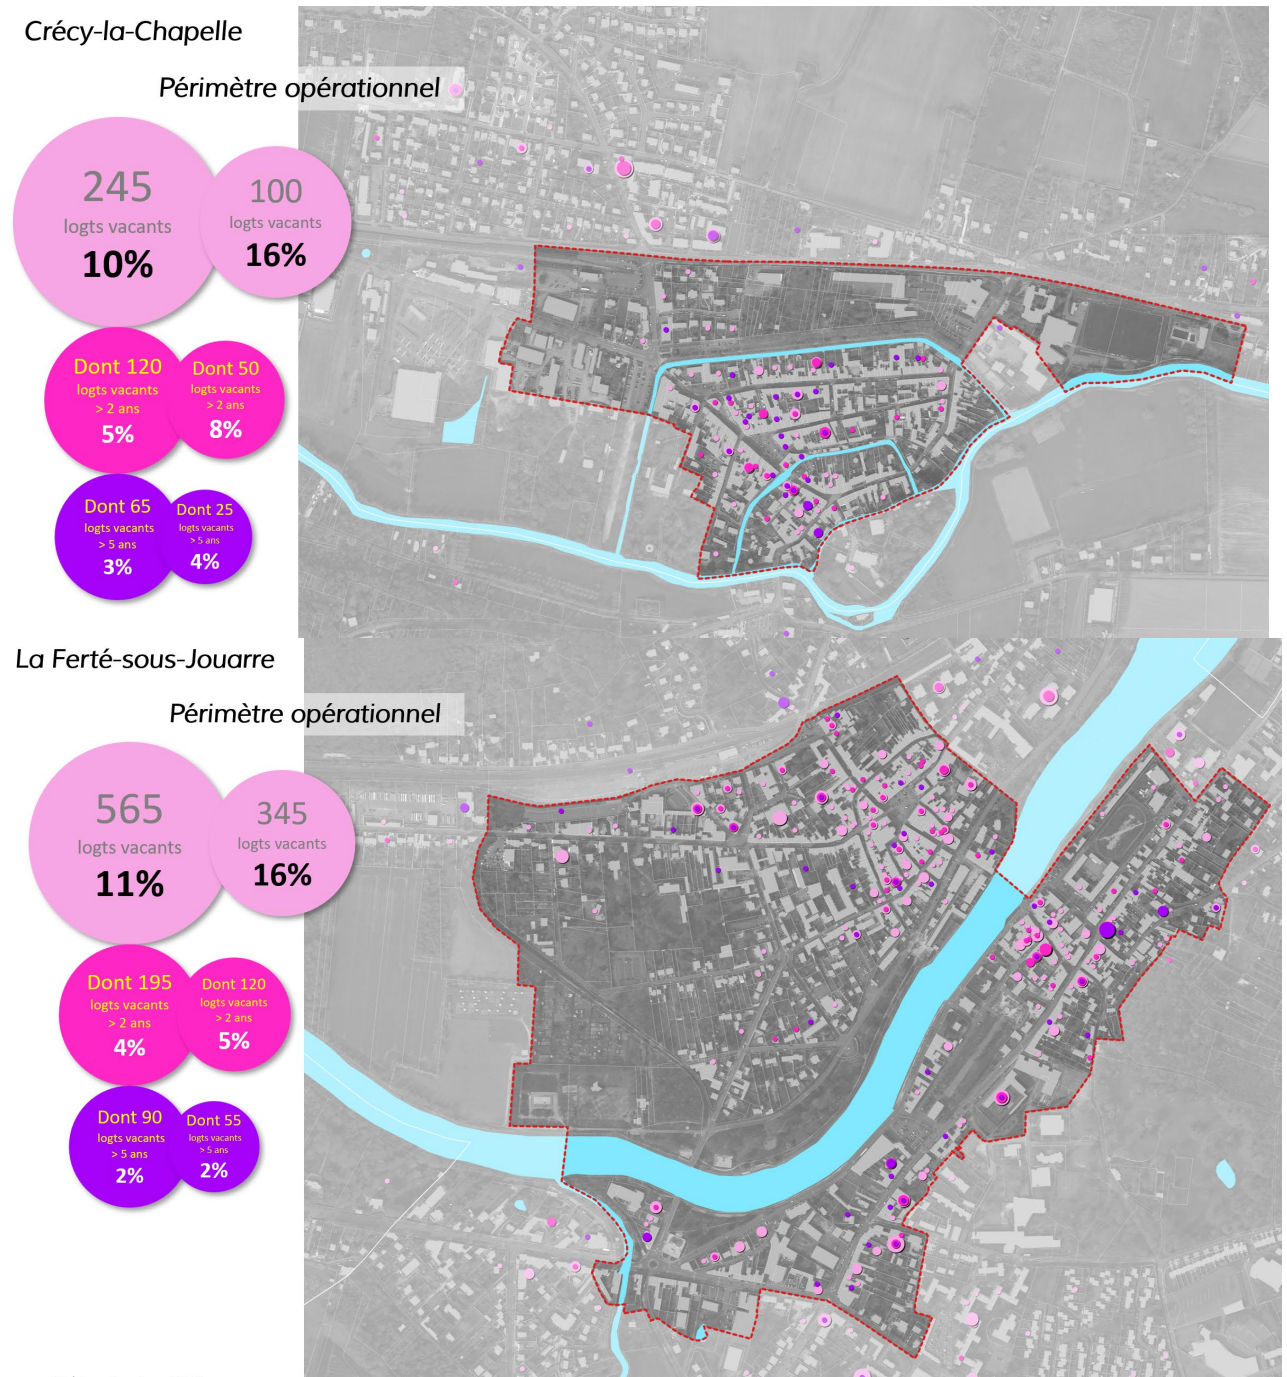 Crécy-la-Chapelle
Périmètre opérationnel
245
logts vacants
10%
100
logts vacants
16%
Dont 120
logts vacants
> 2 ans
5%
Dont 50
logts vacants
> 2 ans
8%
Dont 65
logts vacants
> 5 ans
3%
Dont 25
logts vacants
> 5 ans
4%
La Ferté-sous-Jouarre
Périmètre opérationnel
565
logts vacants
11%
345
logts vacants
16%
Dont 195
logts vacants
> 2 ans
4%
Dont 120
logts vacants
> 2 ans
5%
Dont 90
logts vacants
> 5 ans
2%
Dont 55
logts vacants
> 5 ans
2%